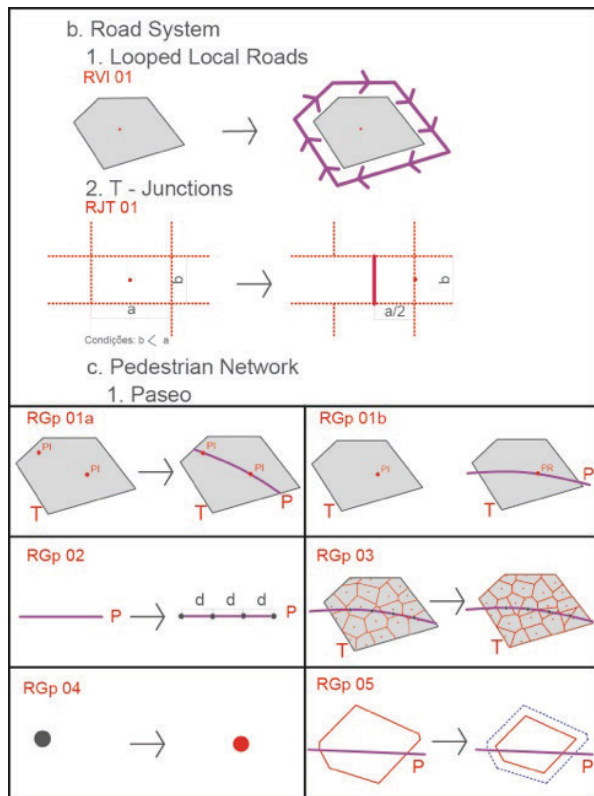 b. Road System
1. Looped Local Roads
RVI 01
2. T - Junctions
RJT 01
b
a
a/2
b
Condições: b < a
c. Pedestrian Network
1. Paseo
RGp 01a
PI
PI
T
PI
PI
T
P
RGp 01b
PI
T
PR
P
T
RGp 02
P
d d d
P
RGp 03
P
T
P
T
RGp 04
RGp 05
P
P